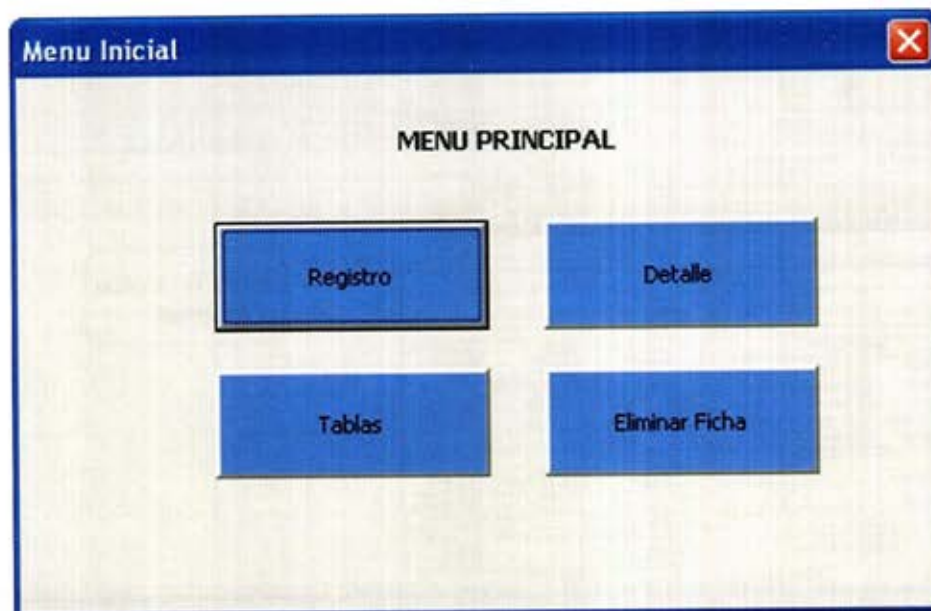 Menu Inicial
MENU PRINCIPAL
Registro
Detalle
Tablas
Eliminar Ficha